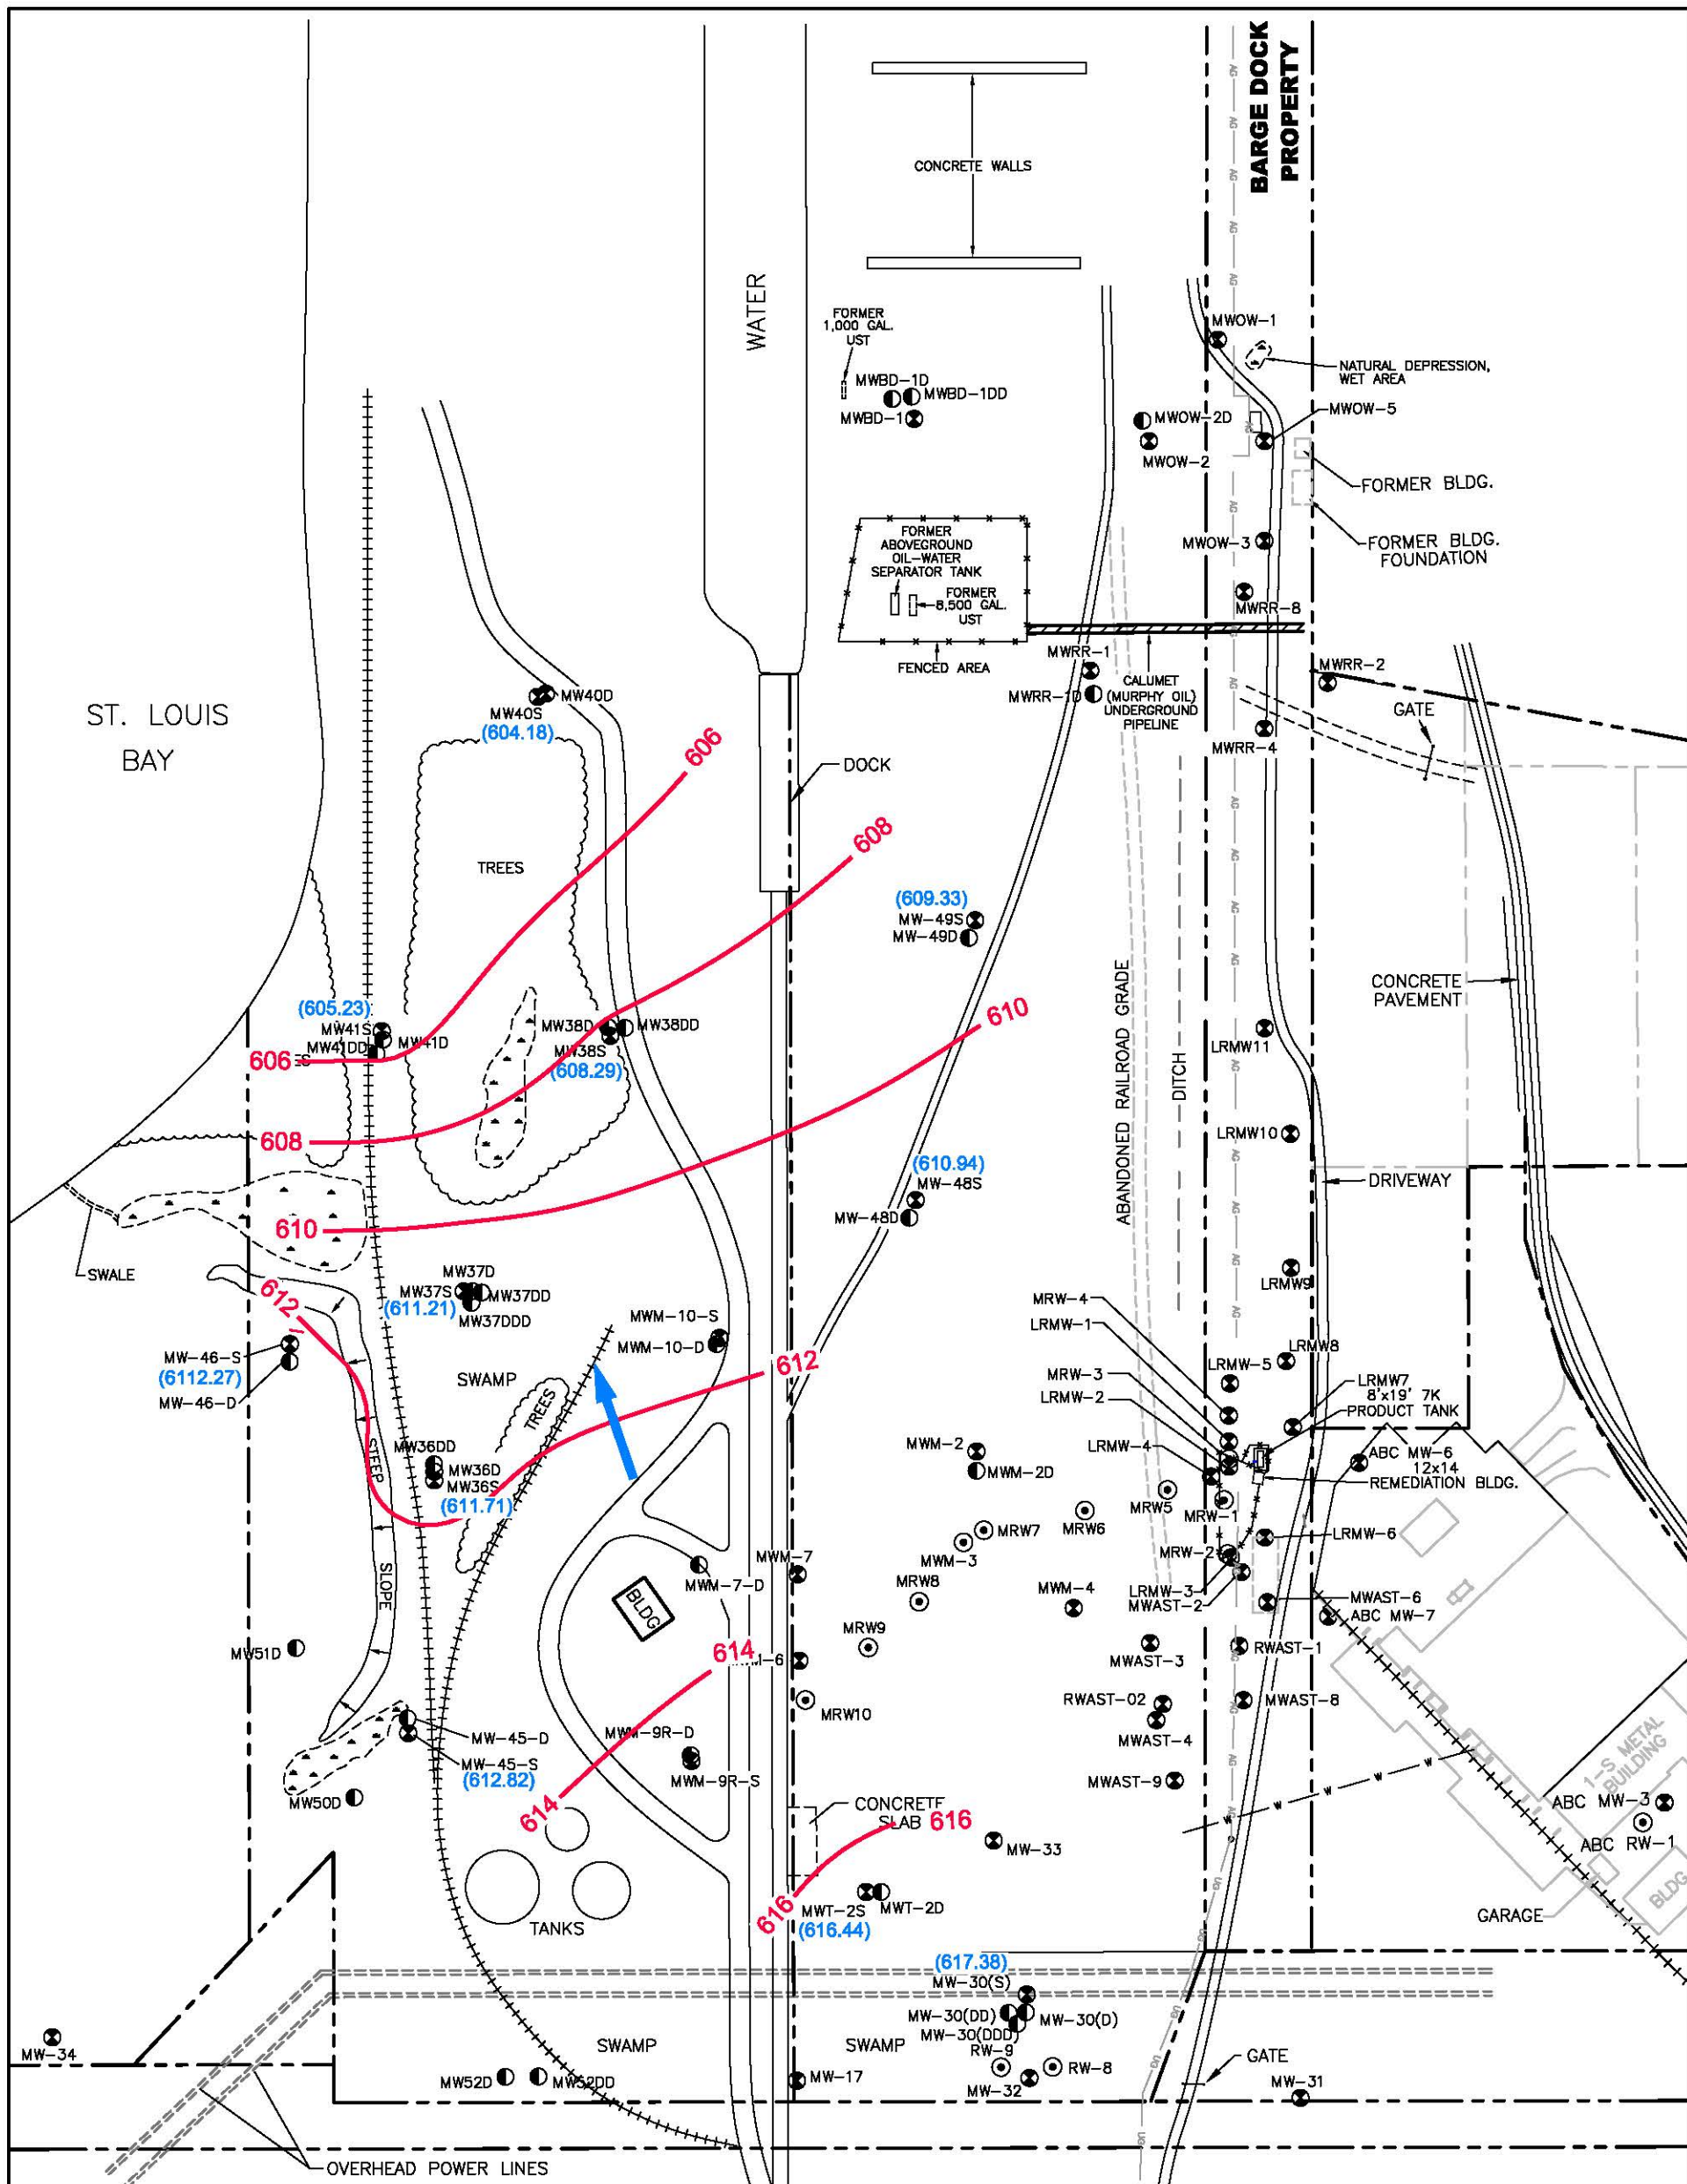 BARGE DOCK
PROPERTY
CONCRETE WALLS
WATER
FORMER
1,000 GAL.
UST
MWBD-1D
MWBD-1DD
MWBD-1
MWOW-1
NATURAL DEPRESSION,
WET AREA
MWOW-5
MWOW-2D
MWOW-2
FORMER BLDG.
FORMER BLDG.
FOUNDATION
MWOW-3
MWRR-8
FORMER
ABOVEGROUND
OIL-WATER
SEPARATOR TANK
FORMER
8,500 GAL.
UST
FENCED AREA
MWRR-1
MWRR-1D
CALUMET
(MURPHY OIL)
UNDERGROUND
PIPELINE
MWRR-2
GATE
MWRR-4
ST. LOUIS
BAY
MW40D
MW40S
(604.18)
606
DOCK
608
TREES
(609.33)
MW-49S
MW-49D
ABANDONED RAILROAD GRADE
DITCH
CONCRETE
PAVEMENT
610
(605.23)
MW41S
MW41DD
MW41D
606
MW38D
MW38DD
MW38S
(608.29)
LRMW11
608
LRMW10
(610.94)
MW-48S
MW-48D
DRIVEWAY
610
SWALE
612
MW37D
MW37S
MW37DD
(611.21)
MW37DDD
LRMW9
MWM-10-S
MWM-10-D
MRW-4
LRMW-1
MW-46-S
(6112.27)
MW-46-D
SWAMP
TREES
612
MRW-3
LRMW-2
LRMW-5
LRMW8
LRMW7
8'x19' 7K
PRODUCT TANK
STEEP
SLOPE
MW36DD
MW36D
MW36S
(611.71)
MWM-2
MWM-2D
LRMW-4
ABC MW-6
12x14
REMEDIATION BLDG.
MRW5
MRW6
MRW-1
MRW7
MWM-3
MRW-2
LRMW-6
MWM-7
MWM-7-D
MRW8
MWM-4
LRMW-3
MWAST-2
MWAST-6
ABC MW-7
BLDG
MW51D
614
MRW9
MWAST-3
RWAST-1
MRW10
RWAST-02
MWAST-4
MWAST-8
MW-45-D
MW-45-S
(612.82)
MWM-9R-D
MWM-9R-S
MWAST-9
1-S METAL
BUILDING
MW50D
614
CONCRETE
SLAB
616
MW-33
ABC MW-3
ABC RW-1
BLDG
GARAGE
TANKS
616
MWT-2S
MWT-2D
(616.44)
(617.38)
MW-30(S)
MW-30(DD)
MW-30(D)
MW-30(DDD)
RW-9
RW-8
MW-32
MW-34
SWAMP
SWAMP
MW52D
MW52DD
MW-17
GATE
MW-31
OVERHEAD POWER LINES